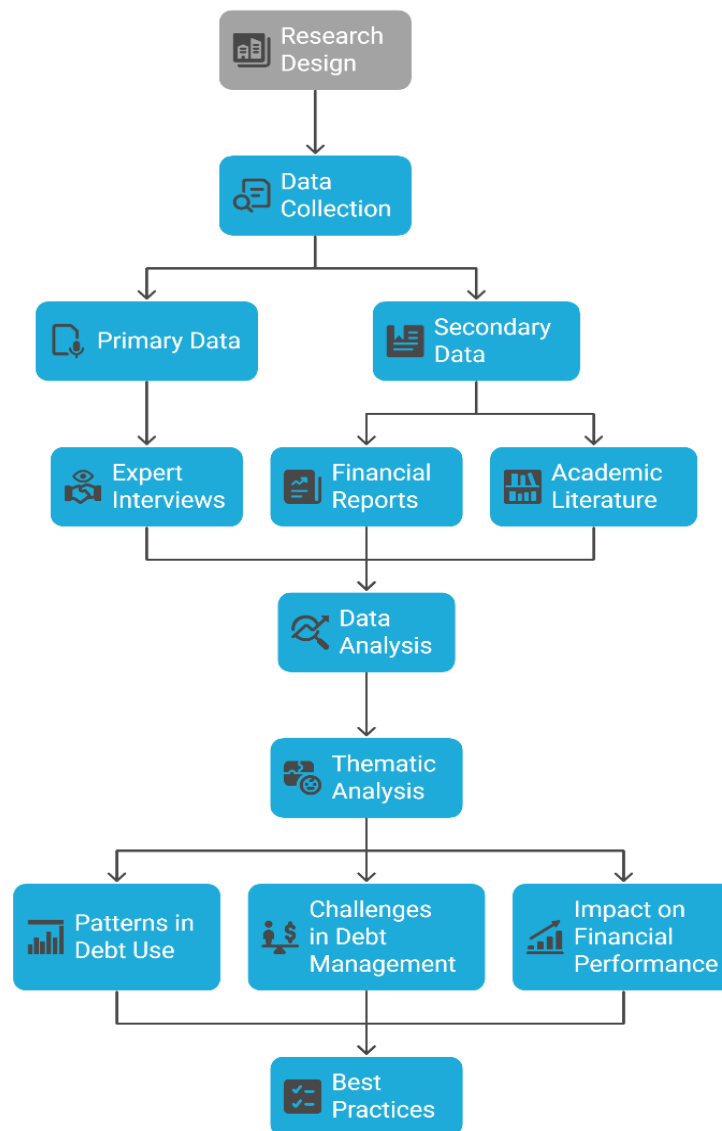 Research
Design
Data
Collection
Primary Data
Secondary
Data
Expert
Interviews
Financial
Reports
Academic
Literature
Data
Analysis
Thematic
Analysis
Patterns in
Debt Use
Challenges
in Debt
Management
Impact on
Financial
Performance
Best
Practices